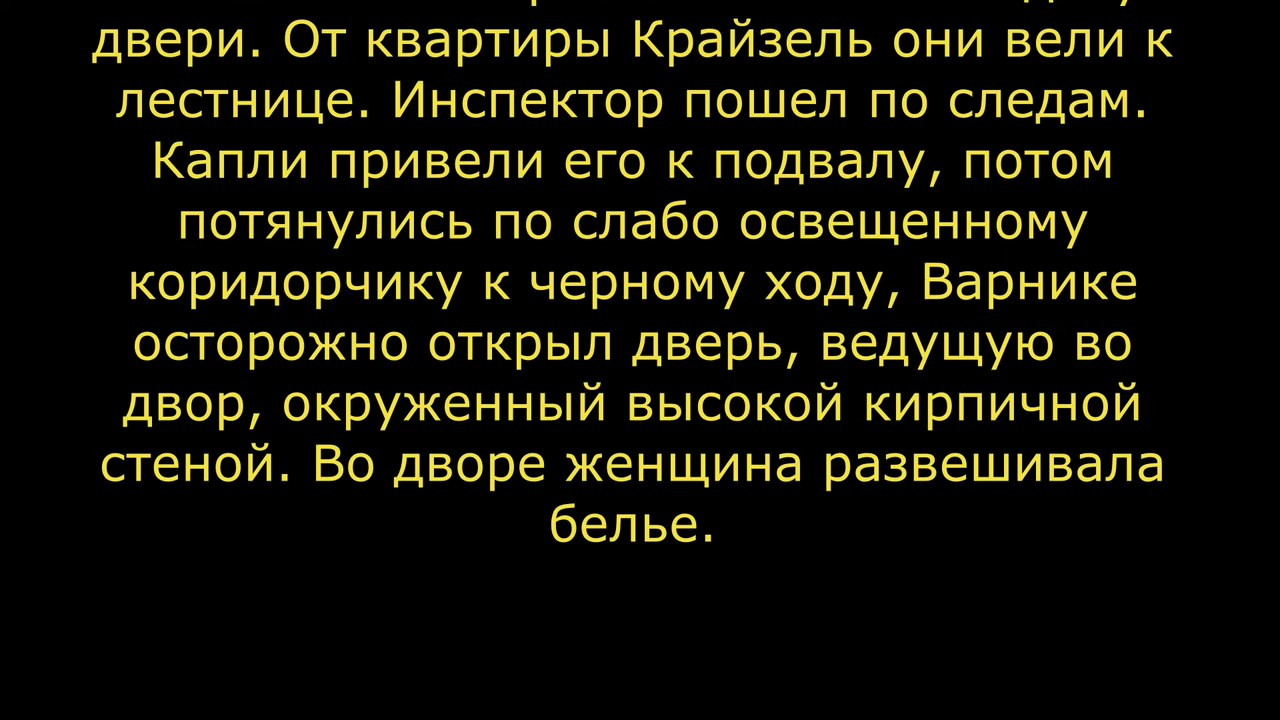 двери. От квартиры Крайзель они вели к
лестнице. Инспектор пошел по следам.
Капли привели его к подвалу, потом
потянулись по слабо освещенному
коридорчику к черному ходу, Варнике
осторожно открыл дверь, ведущую во
двор, окруженный высокой кирпичной
стеной. Во дворе женщина развешивала
белье.